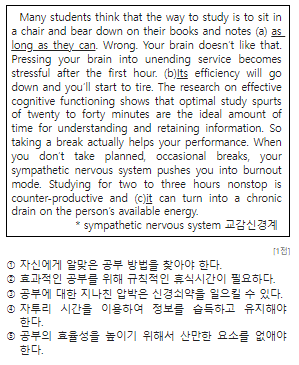 Many students think that the way to study is to sit in
a chair and bear down on their books and notes (a) as
long as they can. Wrong. Your brain doesn't like that.
Pressing your brain into unending service becomes
stressful after the first hour. (b)Its efficiency will go
down and you'll start to tire. The research on effective
cognitive functioning shows that optimal study spurts
of twenty to forty minutes are the ideal amount of
time for understanding and retaining information. So
taking a break actually helps your performance. When
you don't take planned, occasional breaks, your
sympathetic nervous system pushes you into burnout
mode. Studying for two to three hours nonstop is
counter-productive and (c)it can turn into a chronic
drain on the person's available energy.
* sympathetic nervous system 교감신경계
[1전]
① 자신에게 알맞은 공부 방법을 찾아야 한다.
② 효과적인 공부를 위해 규칙적인 휴식시간이 필요하다.
③ 공부에 대한 지나친 압박은 신경쇠약을 일으킬 수 있다.
④ 자투리 시간을 이용하여 정보를 습득하고 유지해야
한다.
⑤ 공부의 효율성을 높이기 위해서 산만한 요소를 없애야
한다.